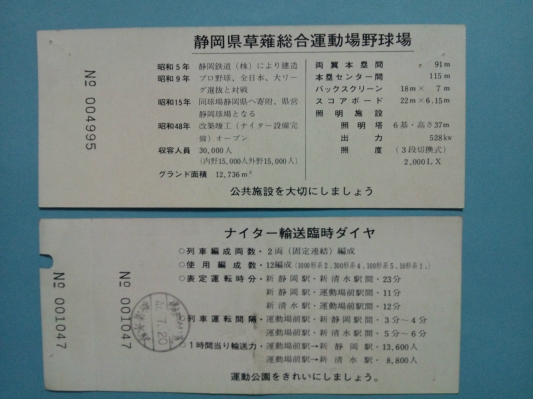 静岡県草薙総合運動場野球場
昭和5年 静岡鉄道(株)により建造
昭和9年 プロ野球、全日本、大リーグ選抜と対戦
昭和15年 同球場静岡県へ寄附、県営静岡球場となる
昭和48年 改築竣工(ナイター設備完備)オープン
収容人員 30,000人
(内野15,000人外野15,000人)
グランド面積 12,736m²
両翼本塁間 〃 91m
本塁センター間 115m
バックスクリーン 18m × 7m
スコアボード 22m×6.15m
照明施設
照明塔 6基・高さ37m
出力 528kw
照度 (3段切換式)
2,000LX
公共施設を大切にしましょう
No 004995
ナイター輸送臨時ダイヤ
○列車編成両数・2両(固定連結)編成
○使用編成数・12編成
○表定運転時分・新静岡駅・新清水駅間・23分
新静岡駅・運動場前駅間・11分
新清水駅・運動場前駅間・12分
○列車運転間隔・運動場前駅・新静岡駅間・3分~4分
運動場前駅・新清水駅間・5分~6分
○1時間当り輸送力・運動場前駅→新静岡駅・13,600人
運動場前駅→新清水駅・8,800人
運動公園をきれいにしましょう。
No 001047
No 001047
7.20